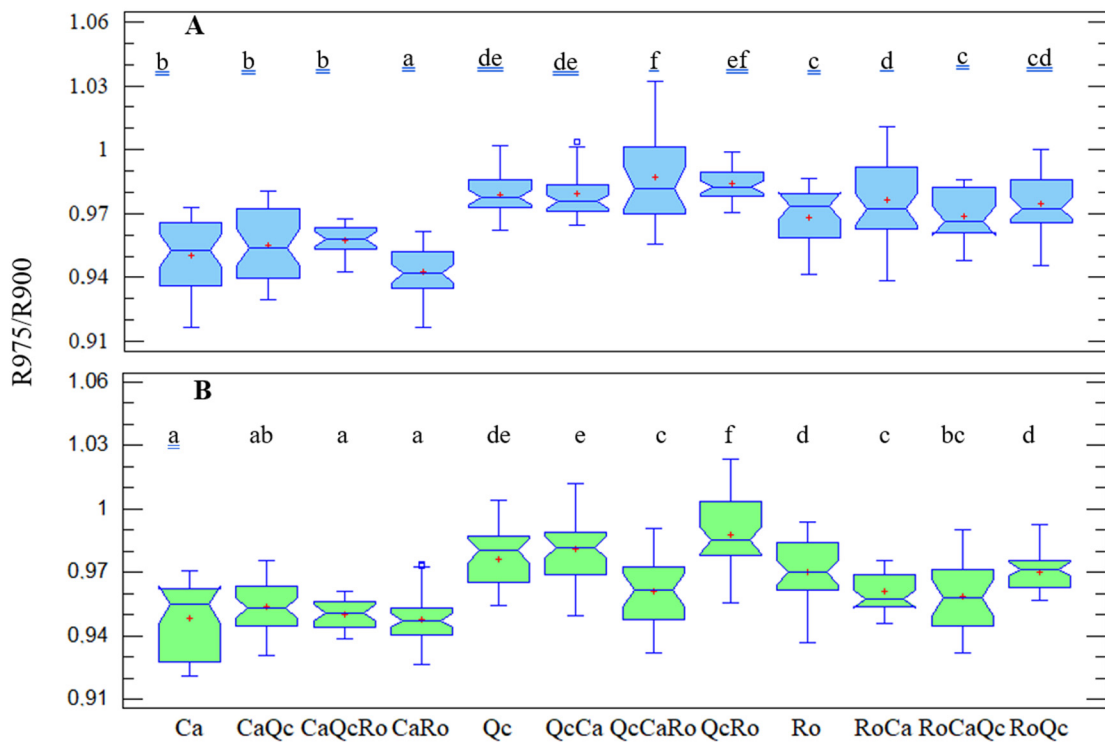 A
1.06
b b b a de de f ef c d c cd
1.03
1
0.97
0.94
0.91
R975/R900
B
1.06
a ab a a de e c f d c bc d
1.03
1
0.97
0.94
0.91
Ca CaQc CaQcRo CaRo Qc QcCa QcCaRo QcRo Ro RoCa RoCaQc RoQc